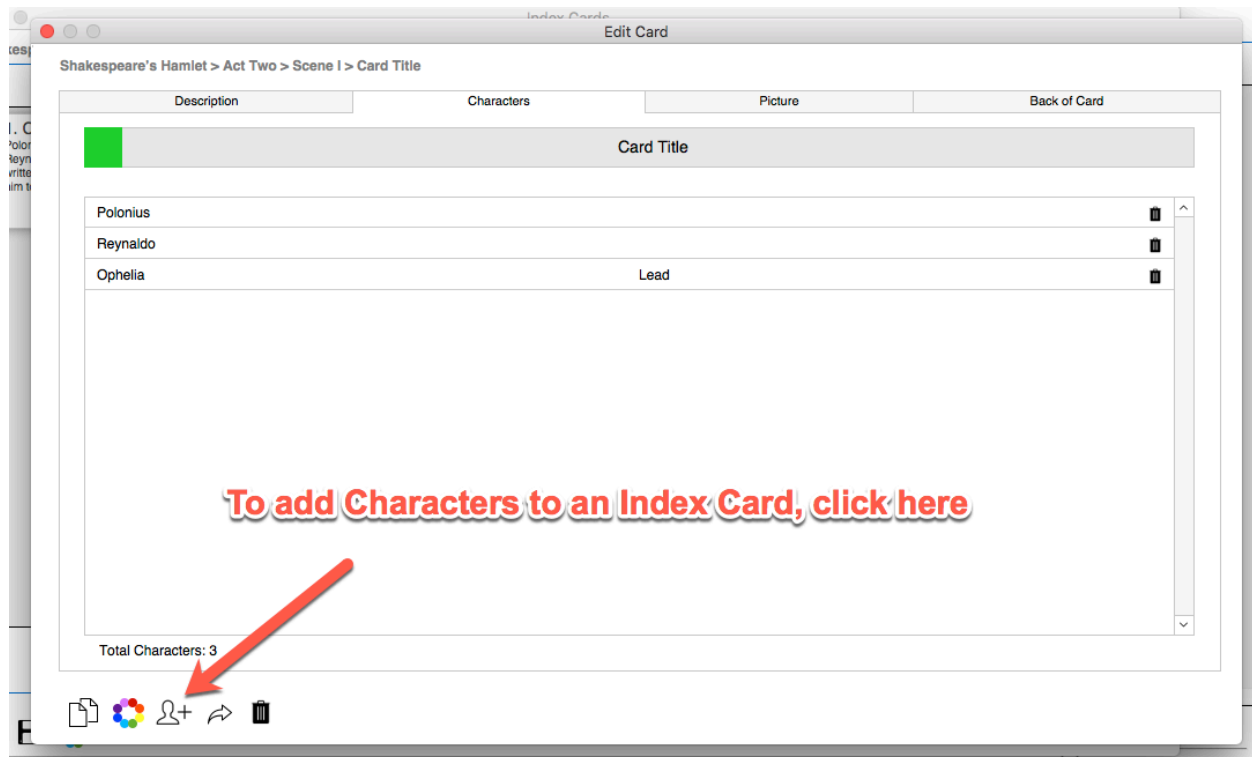 Index Cards
Edit Card
Shakespeare's Hamlet > Act Two > Scene I > Card Title
Description
Characters
Picture
Back of Card
Card Title
Polonius
Reynaldo
Ophelia Lead
To add Characters to an Index Card, click here
Total Characters: 3